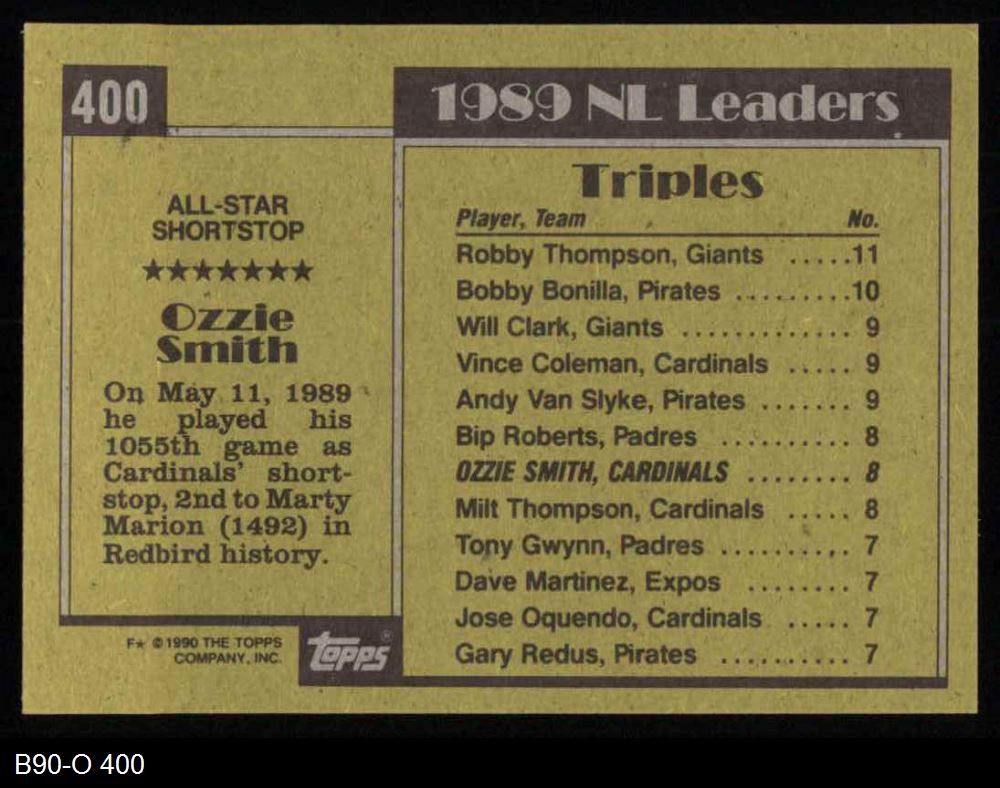 400
ALL-STAR
SHORTSTOP
★★★★★★★
Ozzie
Smith
On May 11, 1989
he played his
1055th game as
Cardinals' short-
stop, 2nd to Marty
Marion (1492) in
Redbird history.
F★ ©1990 THE TOPPS
COMPANY, INC.
topps®
1989 NL Leaders
Triples
Player, Team No.
Robby Thompson, Giants .....11
Bobby Bonilla, Pirates .........10
Will Clark, Giants ............. 9
Vince Coleman, Cardinals ..... 9
Andy Van Slyke, Pirates ....... 9
Bip Roberts, Padres .......... 8
OZZIE SMITH, CARDINALS ........ 8
Milt Thompson, Cardinals ..... 8
Tony Gwynn, Padres .......... 7
Dave Martinez, Expos ........ 7
Jose Oquendo, Cardinals ..... 7
Gary Redus, Pirates .......... 7
B90-O 400